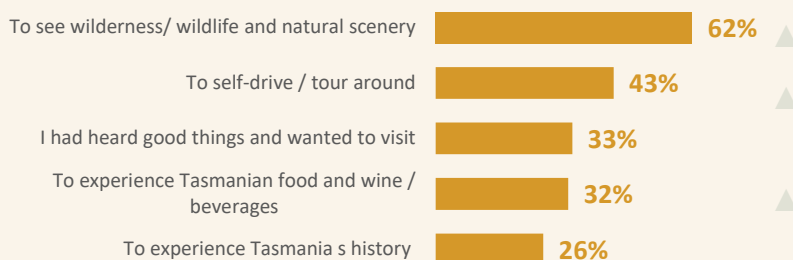 To see wilderness/ wildlife and natural scenery 62%
To self-drive / tour around 43%
I had heard good things and wanted to visit 33%
To experience Tasmanian food and wine /
beverages 32%
To experience Tasmania s history 26%